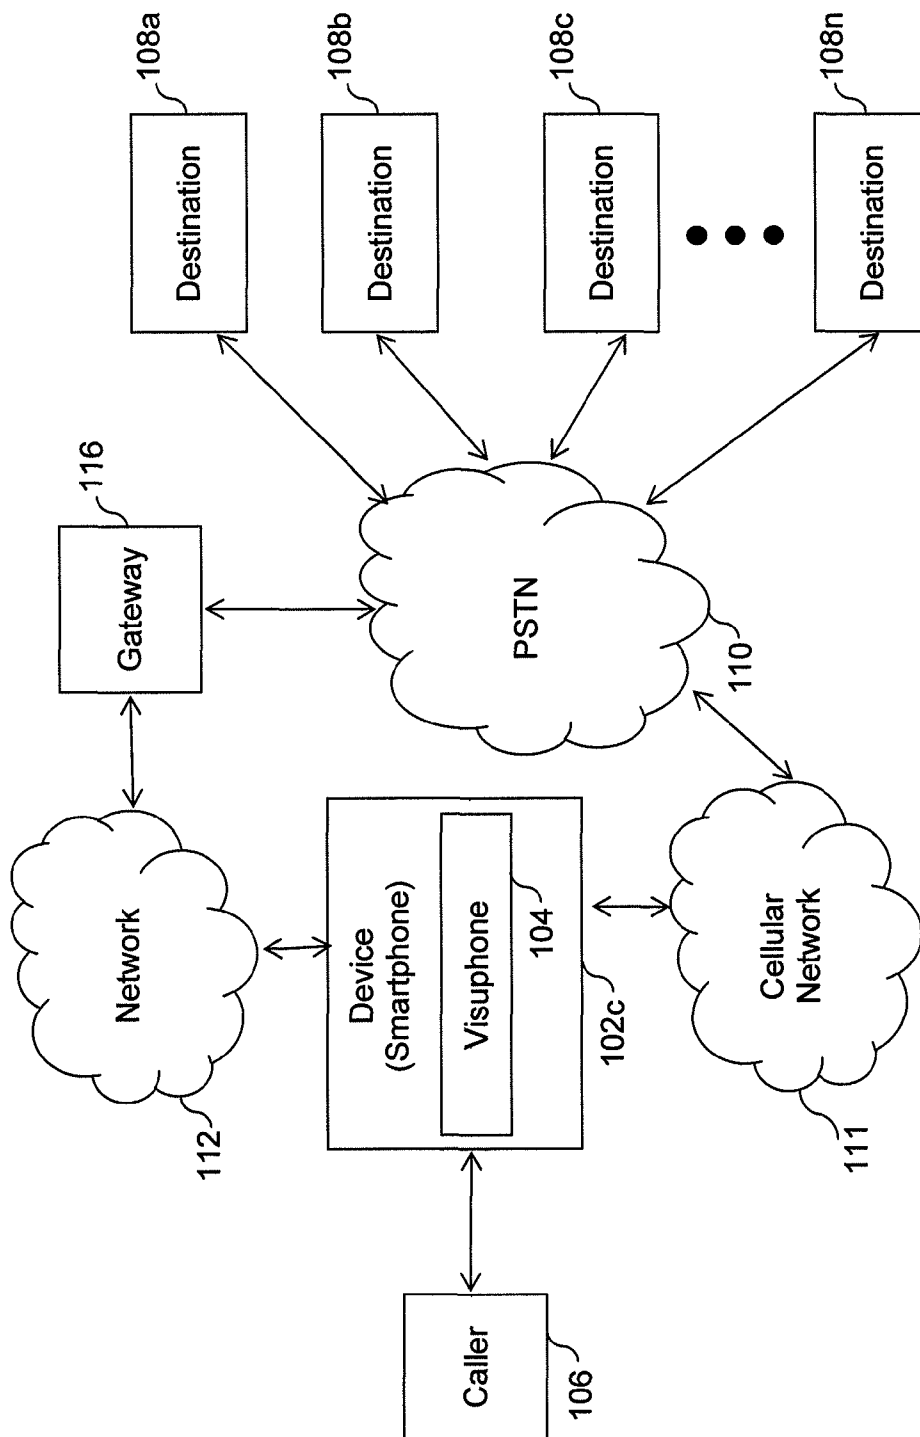 108a
Destination
108b
Destination
108c
Destination
108n
Destination
116
Gateway
PSTN
110
Network
112
Device
(Smartphone)
Visuphone
104
102c
Cellular
Network
111
Caller
106